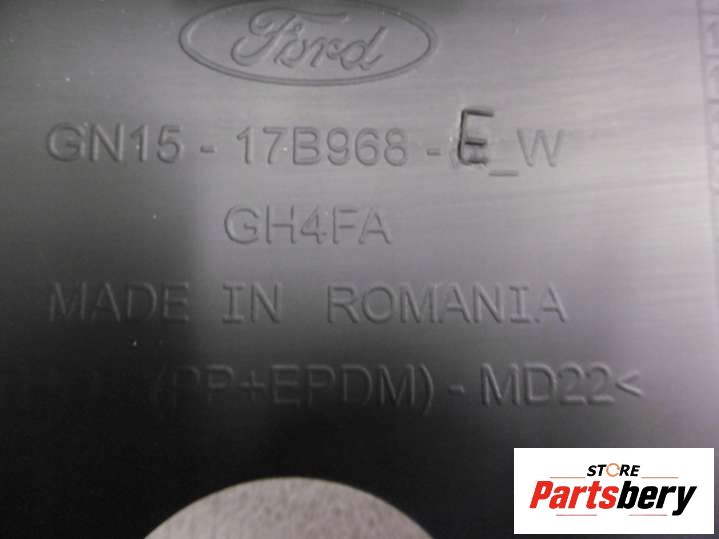 Ford
GN15 - 17B968 - E_W
GH4FA
MADE IN ROMANIA
(PP+EPDM) - MD22<
STORE
Partsbery